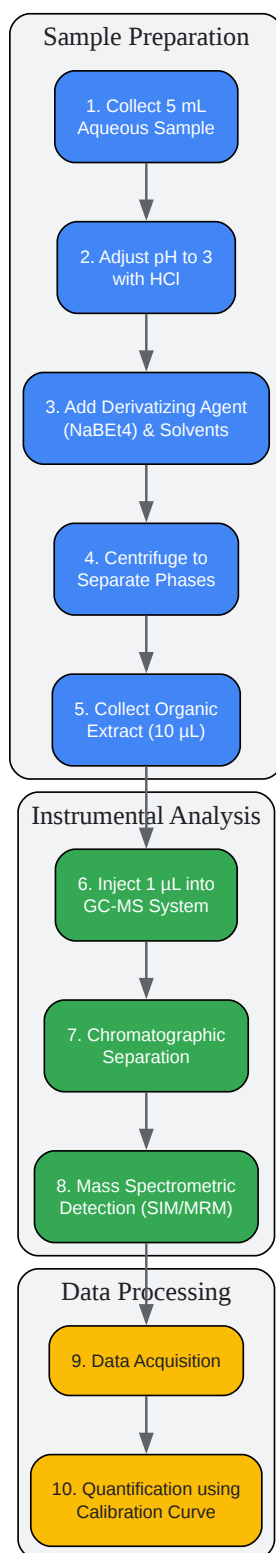 Sample Preparation
1. Collect 5 mL
Aqueous Sample
2. Adjust pH to 3
with HCl
3. Add Derivatizing Agent
(NaBEt4) & Solvents
4. Centrifuge to
Separate Phases
5. Collect Organic
Extract (10 µL)
Instrumental Analysis
6. Inject 1 µL into
GC-MS System
7. Chromatographic
Separation
8. Mass Spectrometric
Detection (SIM/MRM)
Data Processing
9. Data Acquisition
10. Quantification using
Calibration Curve